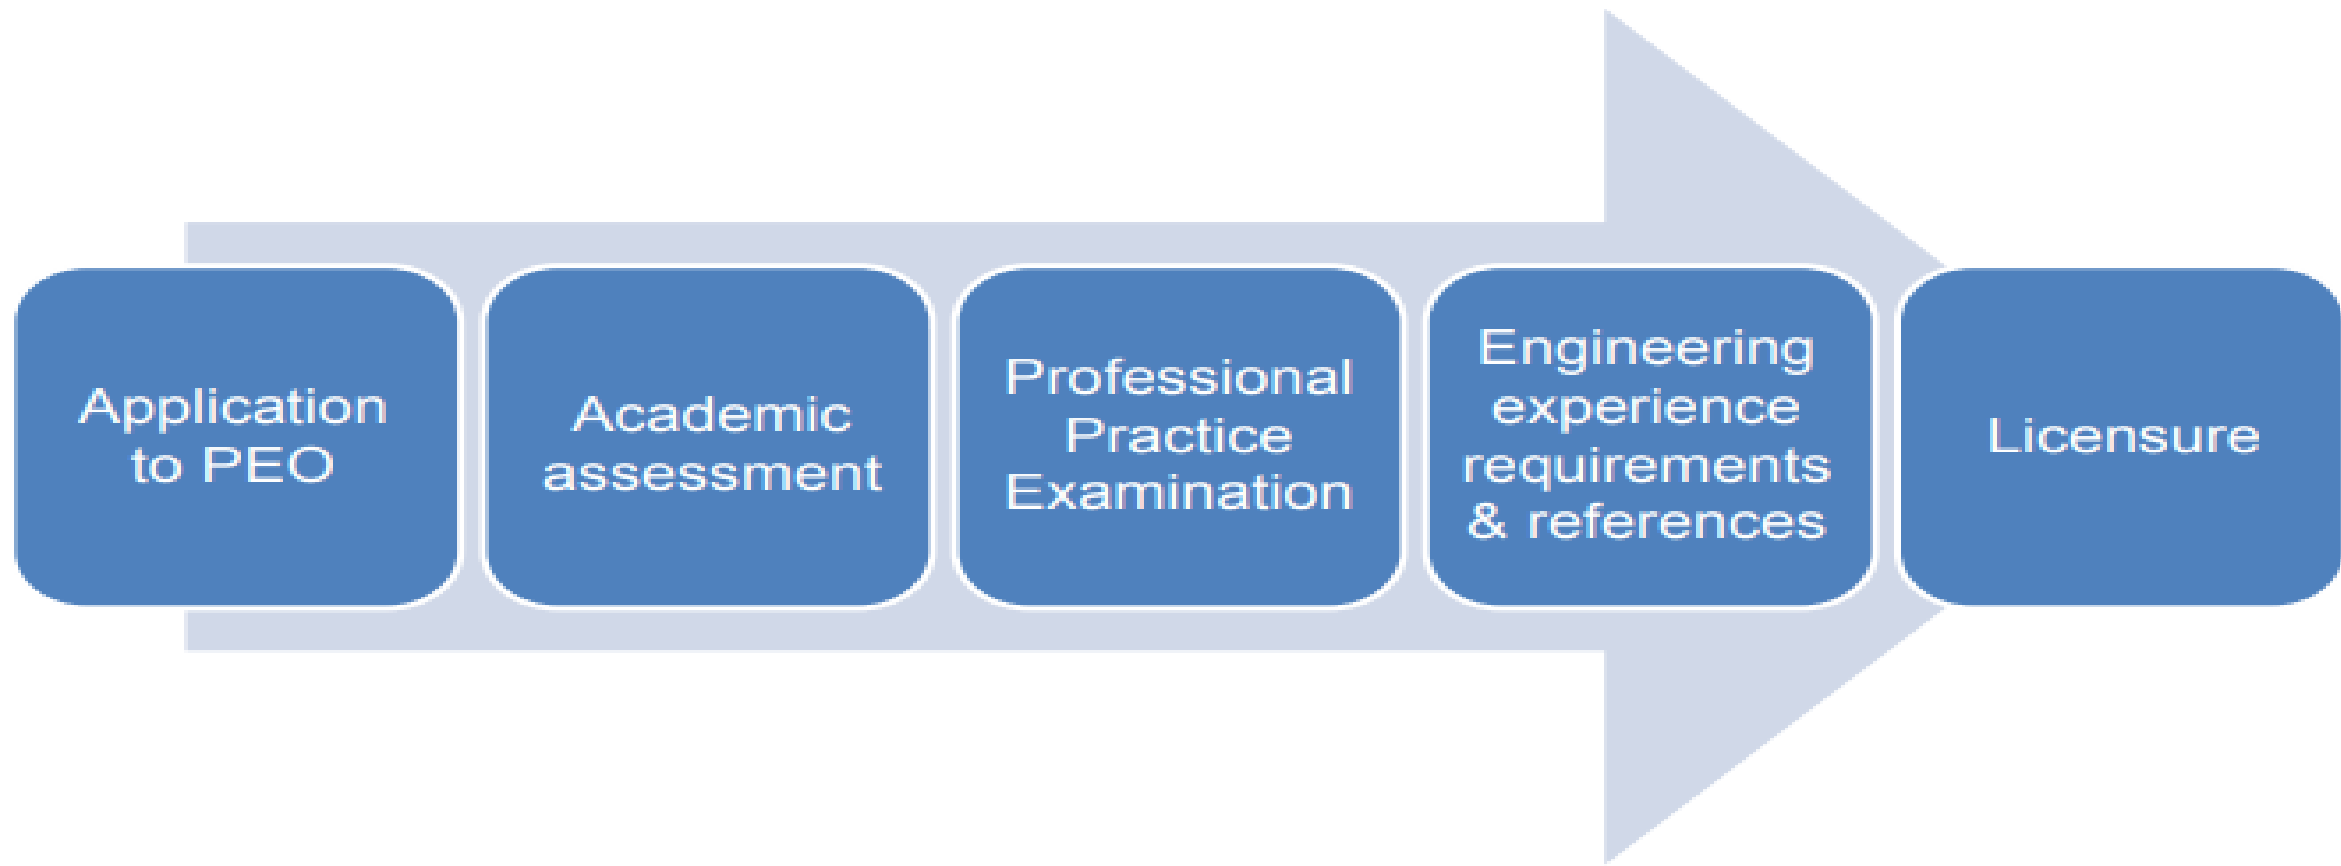 Application
to PEO
Academic
assessment
Professional
Practice
Examination
Engineering
experience
requirements
& references
Licensure